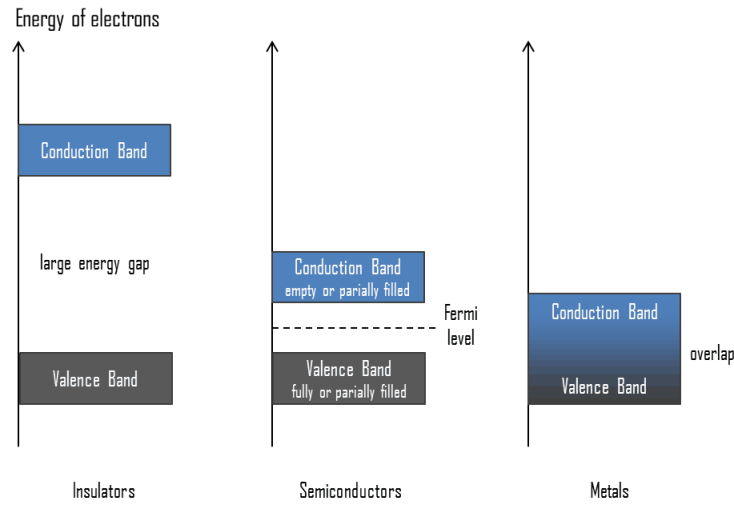 Energy of electrons
Conduction Band
large energy gap
Valence Band
Insulators
Conduction Band
empty or parially filled
Fermi
level
Valence Band
fully or partially filled
Semiconductors
Conduction Band
Valence Band
overlap
Metals